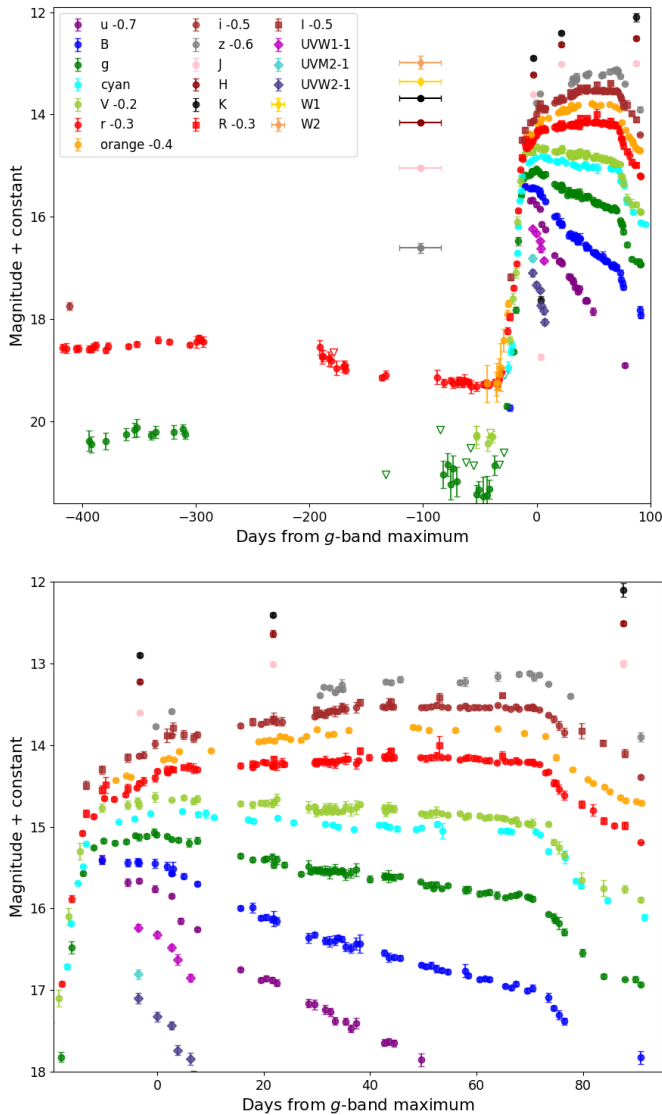 12
14
16
18
20
Magnitude + constant
u -0.7
B
g
cyan
V -0.2
r -0.3
orange -0.4
i -0.5
z -0.6
J
H
K
R -0.3
I -0.5
UVW1-1
UVM2-1
UVW2-1
W1
W2
−400 −300 −200 −100 0 100
Days from g-band maximum
12
13
14
15
16
17
18
Magnitude + constant
0 20 40 60 80
Days from g-band maximum